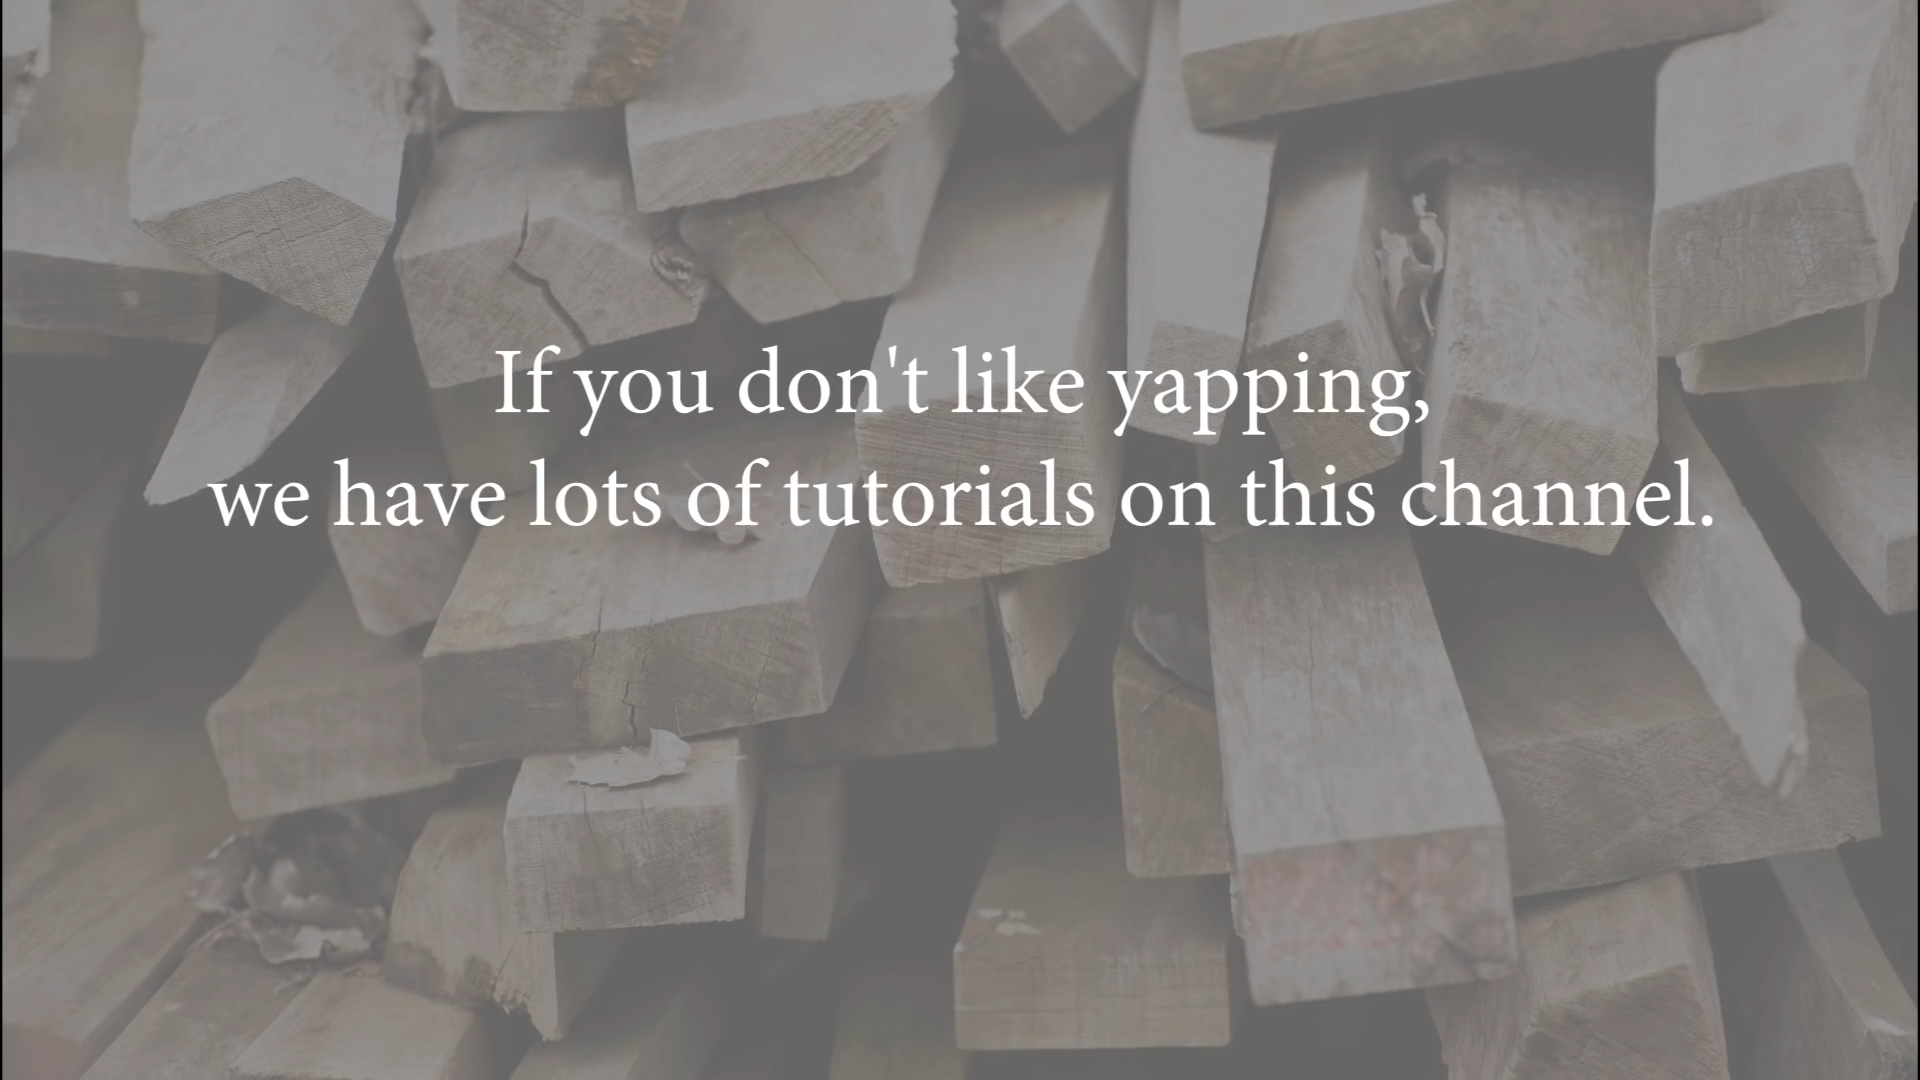 If you don't like yapping,
we have lots of tutorials on this channel.